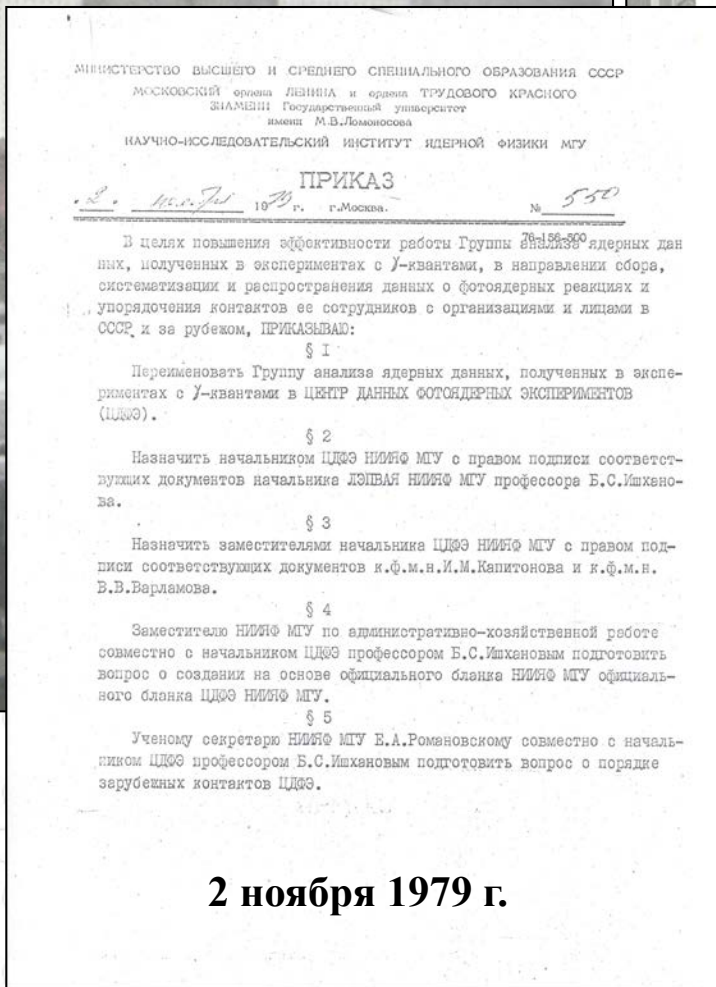 МИНИСТЕРСТВО ВЫСШЕГО И СРЕДНЕГО СПЕЦИАЛЬНОГО ОБРАЗОВАНИЯ СССР
МОСКОВСКИЙ ордена ЛЕНИНА и ордена ТРУДОВОГО КРАСНОГО
ЗНАМЕНИ Государственный университет
имени М.В.Ломоносова
НАУЧНО-ИССЛЕДОВАТЕЛЬСКИЙ ИНСТИТУТ ЯДЕРНОЙ ФИЗИКИ МГУ
ПРИКАЗ
"2" ноября 1979 г. г.Москва. № 550
78-156-500
В целях повышения эффективности работы Группы анализа ядерных дан
ных, полученных в экспериментах с γ-квантами, в направлении сбора,
систематизации и распространения данных о фотоядерных реакциях и
упорядочения контактов ее сотрудников с организациями и лицами в
СССР и за рубежом, ПРИКАЗЫВАЮ:
§ I
Переименовать Группу анализа ядерных данных, полученных в экспе-
риментах с γ-квантами в ЦЕНТР ДАННЫХ ФОТОЯДЕРНЫХ ЭКСПЕРИМЕНТОВ
(ЦДФЭ).
§ 2
Назначить начальником ЦДФЭ НИИЯФ МГУ с правом подписи соответст-
вующих документов начальника ЛЭПВАЯ НИИЯФ МГУ профессора Б.С.Ишхано-
ва.
§ 3
Назначить заместителями начальника ЦДФЭ НИИЯФ МГУ с правом под-
писи соответствующих документов к.ф.м.н.И.М.Капитонова и к.ф.м.н.
В.В.Варламова.
§ 4
Заместителю НИИЯФ МГУ по административно-хозяйственной работе
совместно с начальником ЦДФЭ профессором Б.С.Ишхановым подготовить
вопрос о создании на основе официального бланка НИИЯФ МГУ официаль-
ного бланка ЦДФЭ НИИЯФ МГУ.
§ 5
Ученому секретарю НИИЯФ МГУ Е.А.Романовскому совместно с началь-
ником ЦДФЭ профессором Б.С.Ишхановым подготовить вопрос о порядке
зарубежных контактов ЦДФЭ.
2 ноября 1979 г.